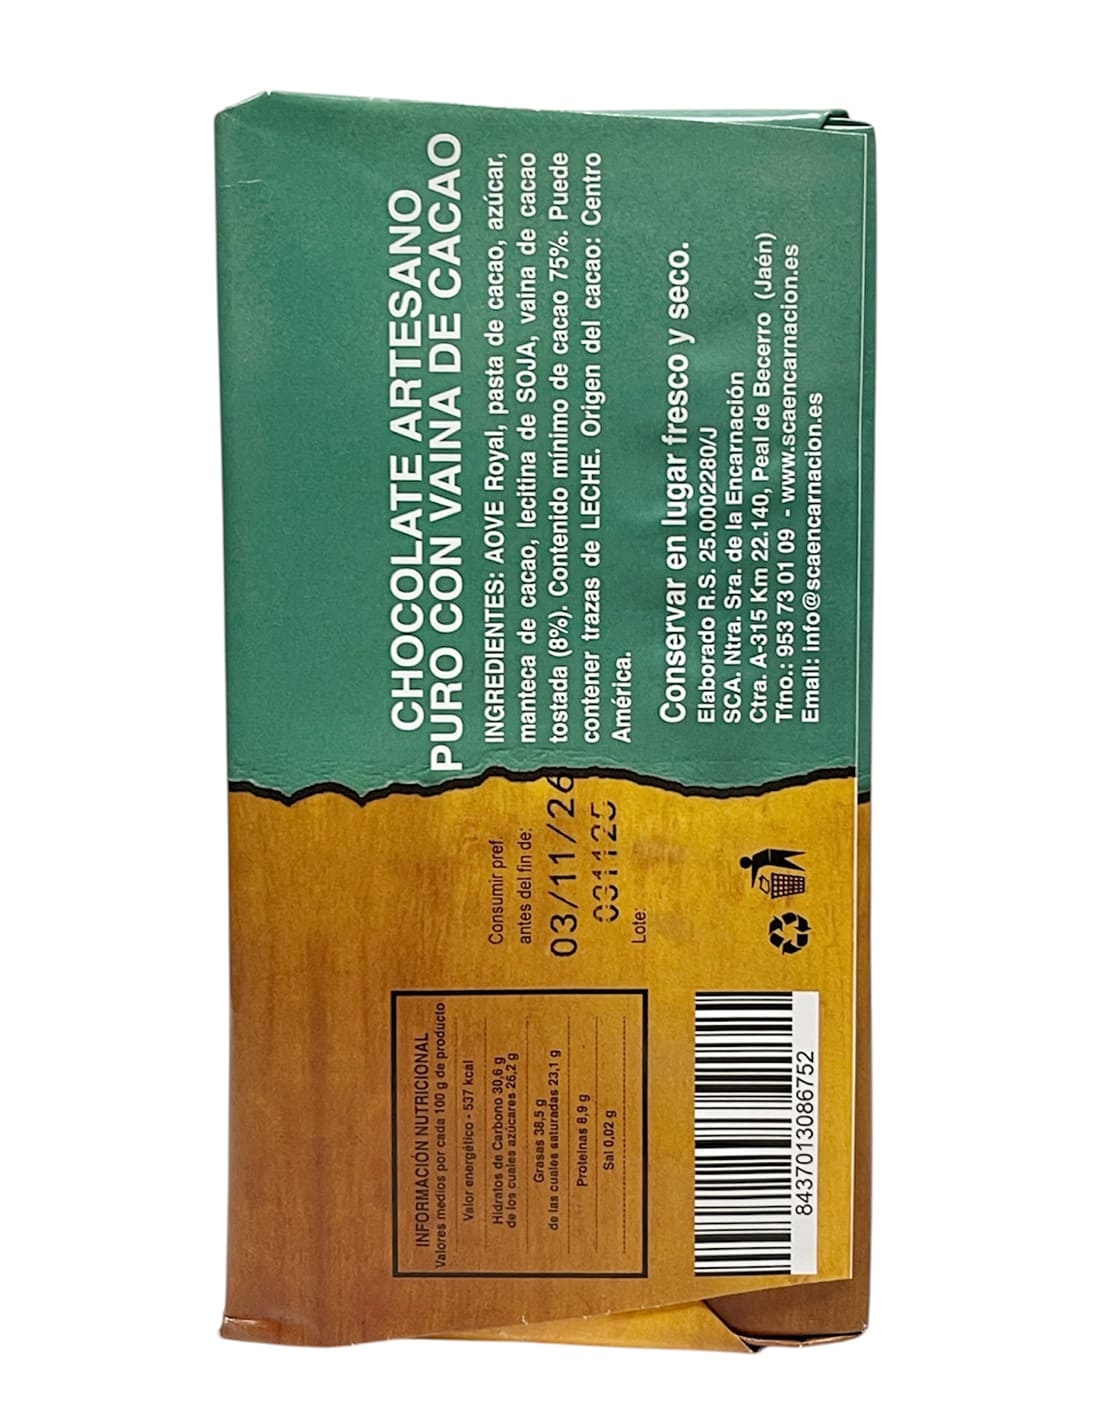 CHOCOLATE ARTESANO
PURO CON VAINA DE CACAO
INGREDIENTES: AOVE Royal, pasta de cacao, azúcar,
manteca de cacao, lecitina de SOJA, vaina de cacao
tostada (8%). Contenido mínimo de cacao 75%. Puede
contener trazas de LECHE. Origen del cacao: Centro
América.
Conservar en lugar fresco y seco.
Elaborado R.S. 25.0002280/J
SCA. Ntra. Sra. de la Encarnación
Ctra. A-315 Km 22.140, Peal de Becerro (Jaén)
Tfno.: 953 73 01 09 - www.scaencarnacion.es
Email: info@scaencarnacion.es
Consumir pref.
antes del fin de:
03/11/26
031125
Lote:
INFORMACIÓN NUTRICIONAL
Valores medios por cada 100 g de producto
Valor energético - 537 kcal
Hidratos de Carbono 30,6 g
de los cuales azúcares 26,2 g
Grasas 38,5 g
de las cuales saturadas 23,1 g
Proteínas 8,9 g
Sal 0,02 g
8437013086752